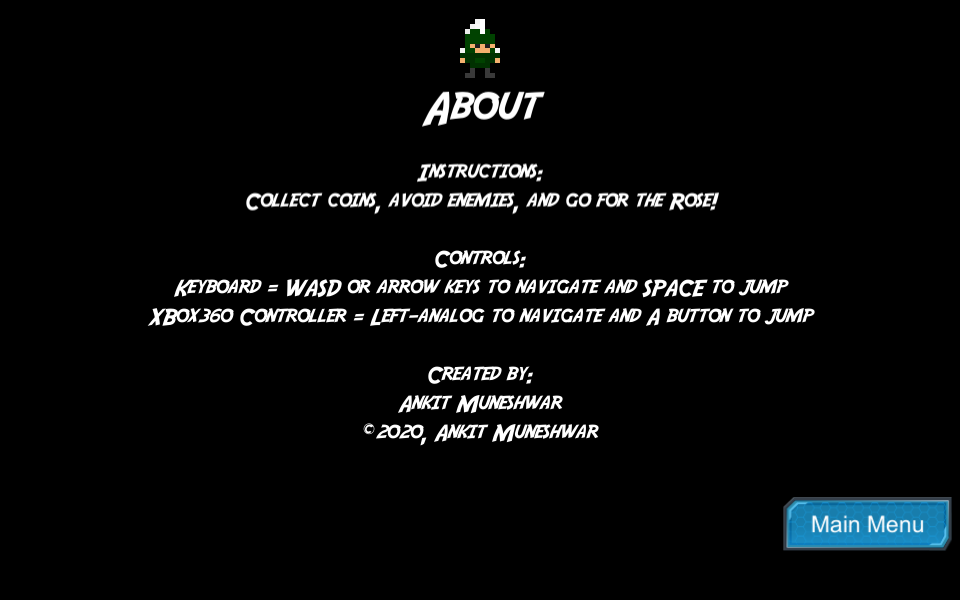 About
Instructions:
Collect coins, avoid enemies, and go for the Rose!
Controls:
Keyboard = WASD or arrow keys to navigate and SPACE to jump
XBox360 Controller = Left-analog to navigate and A button to jump
Created by:
Ankit Muneshwar
©2020, Ankit Muneshwar
Main Menu